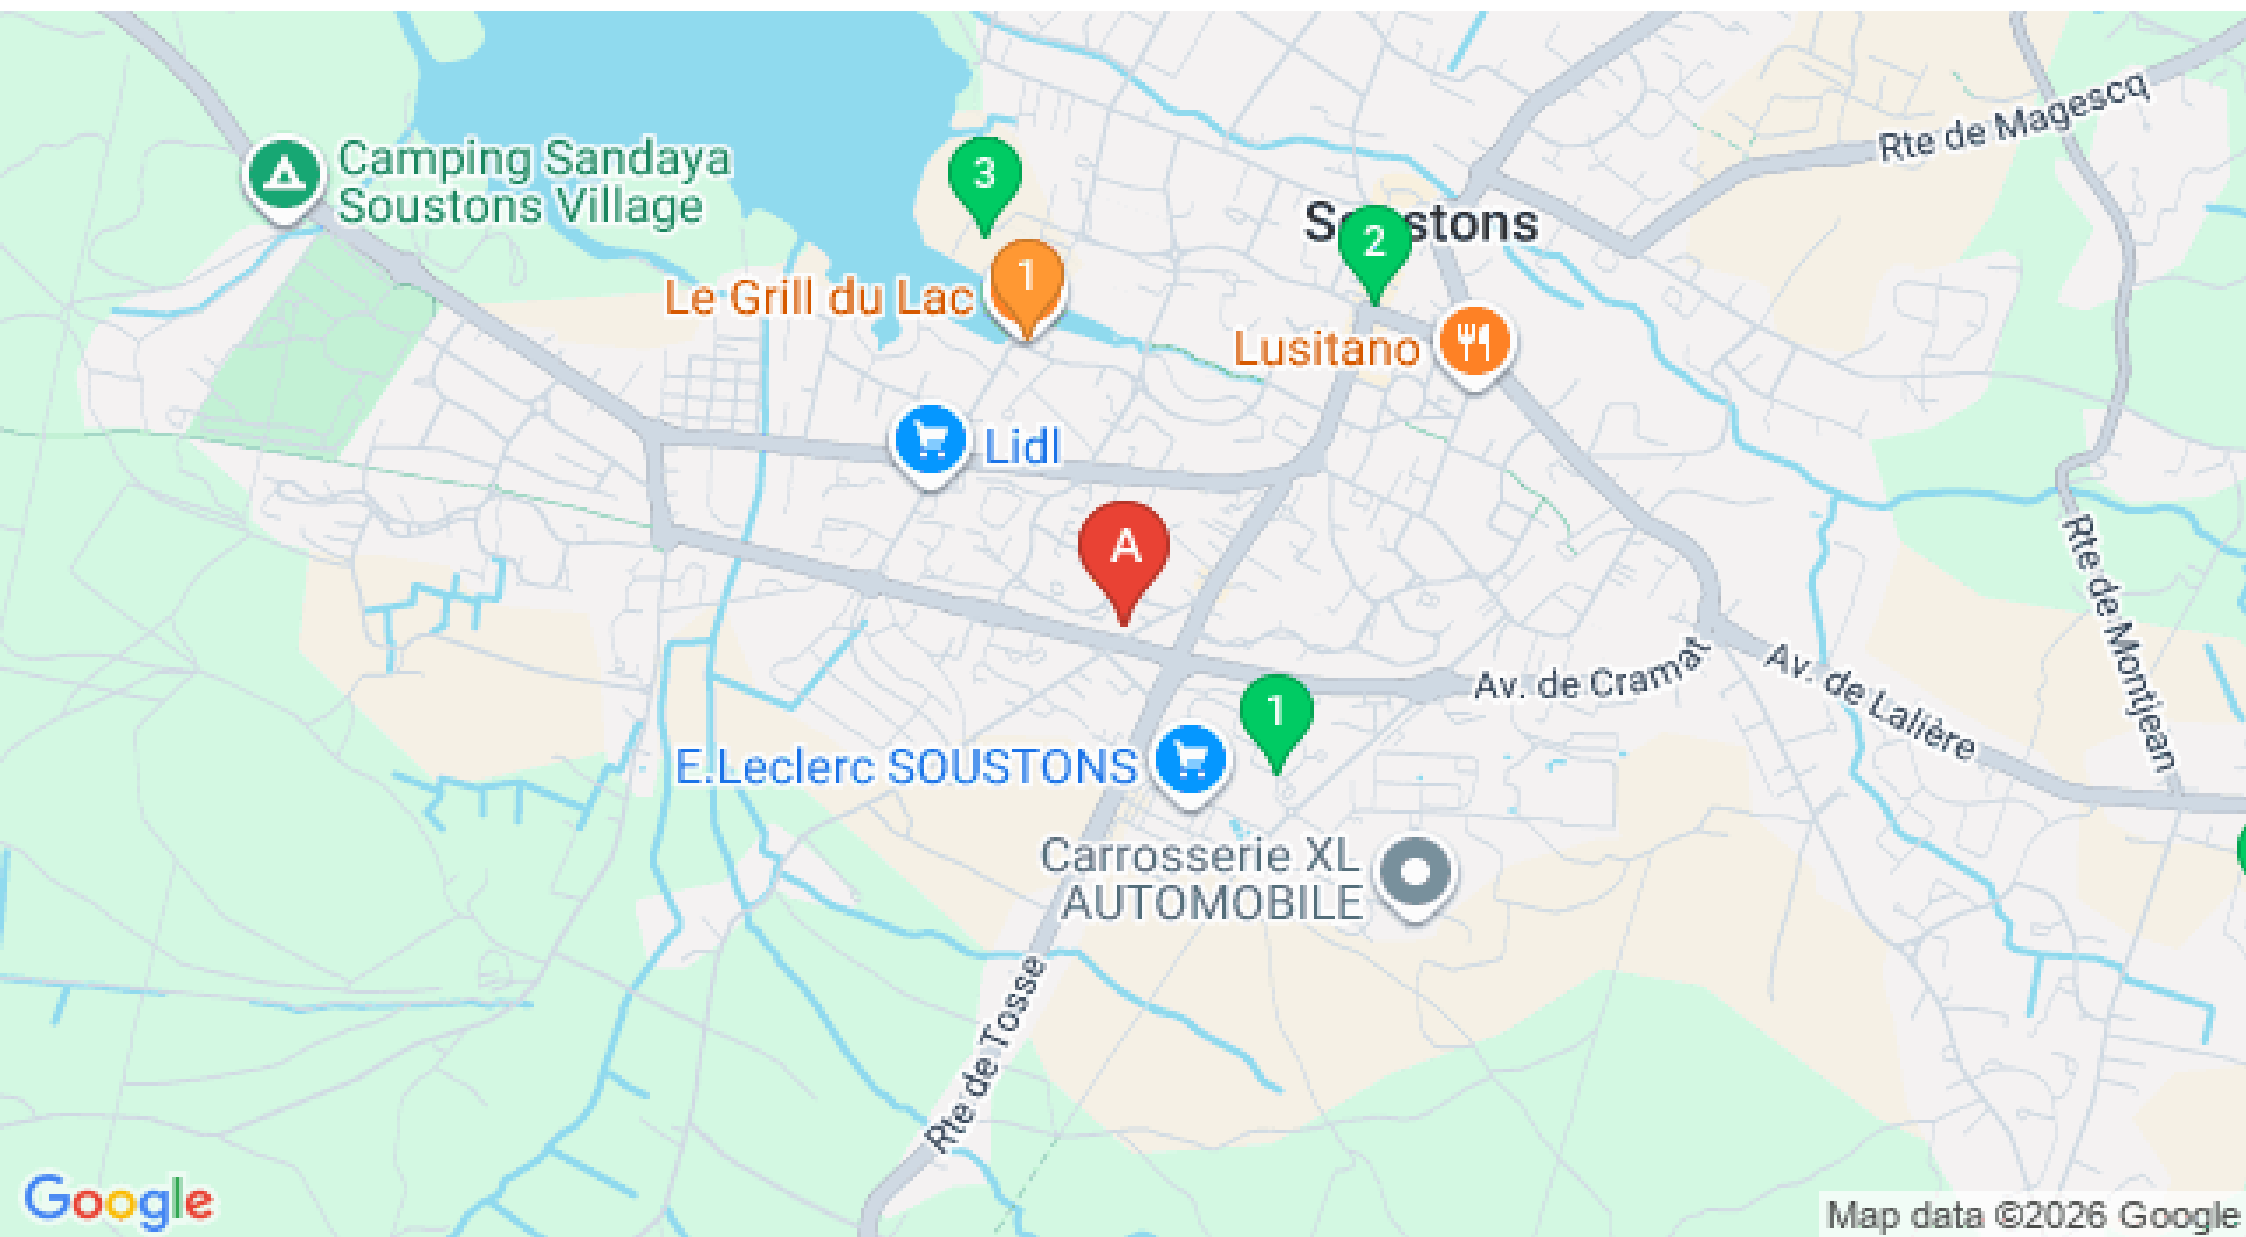 Rte de Magescq
Camping Sandaya
Soustons Village
3
Soustons
2
1
Le Grill du Lac
Lusitano
Lidl
A
Rte de Montjean
Av. de Cramat
Av. de Lalière
1
E.Leclerc SOUSTONS
Carrosserie XL
AUTOMOBILE
Rte de Tosse
Google
Map data ©2026 Google